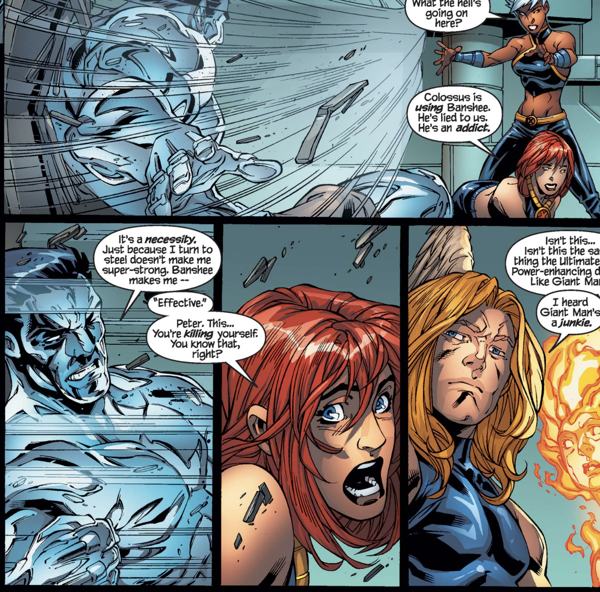 What the hell's
going on
here?
Colossus is
using Banshee.
He's lied to us.
He's an addict.
It's a necessity.
Just because I turn to
steel doesn't make me
super-strong. Banshee
makes me --
"Effective."
Peter. This...
You're killing yourself.
You know that,
right?
Isn't this...
Isn't this the sa
thing the Ultimate
Power-enhancing d
Like Giant Man
I heard
Giant Man's
a junkie.